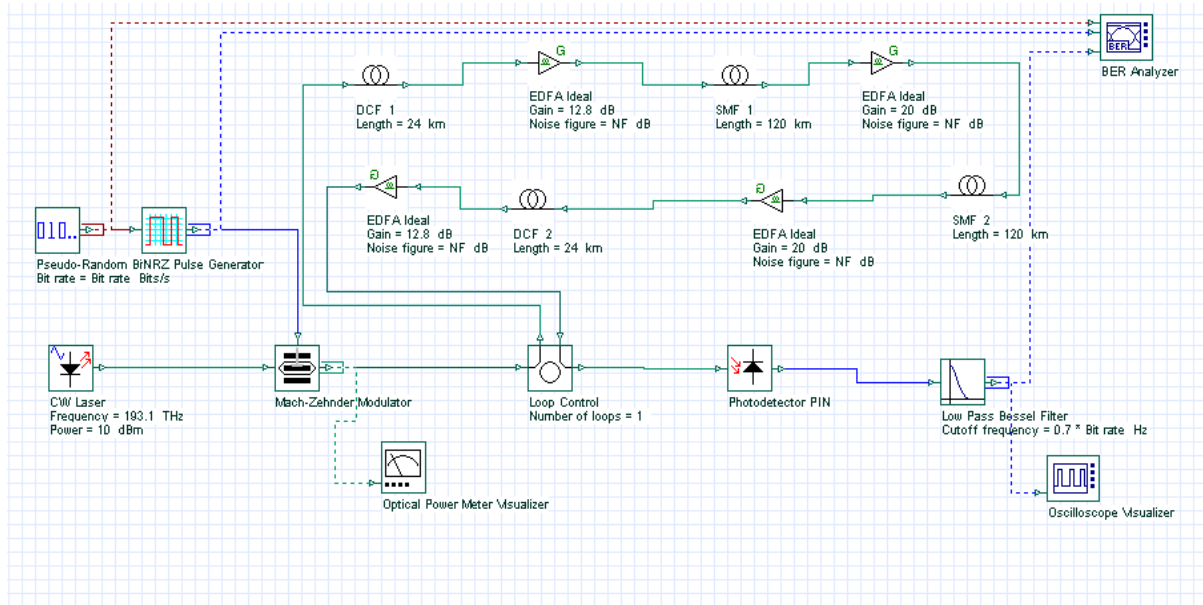 G
G
BER
BER Analyzer
DCF 1
Length = 24 km
EDFA Ideal
Gain = 12.8 dB
Noise figure = NF dB
SMF 1
Length = 120 km
EDFA Ideal
Gain = 20 dB
Noise figure = NF dB
G
G
EDFA Ideal
Gain = 12.8 dB
Noise figure = NF dB
DCF 2
Length = 24 km
EDFA Ideal
Gain = 20 dB
Noise figure = NF dB
SMF 2
Length = 120 km
010..
Pseudo-Random Bi
Bit rate = Bit rate Bits/s
NRZ Pulse Generator
CW Laser
Frequency = 193.1 THz
Power = 10 dBm
Mach-Zehnder Modulator
Loop Control
Number of loops = 1
Photodetector PIN
Low Pass Bessel Filter
Cutoff frequency = 0.7 * Bit rate Hz
Optical Power Meter Visualizer
Oscilloscope Visualizer